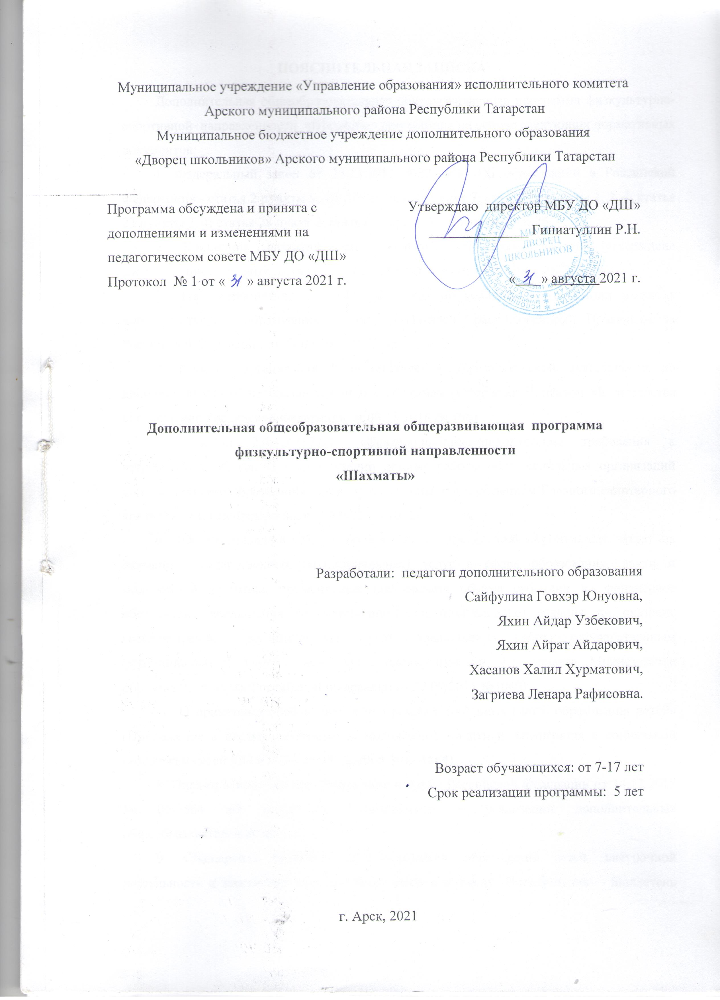 Муниципальное учреждение «Управление образования» исполнительного комитета
Арского муниципального района Республики Татарстан
Муниципальное бюджетное учреждение дополнительного образования
«Дворец школьников» Арского муниципального района Республики Татарстан
Программа обсуждена и принята с
дополнениями и изменениями на
педагогическом совете МБУ ДО «ДШ»
Протокол № 1 от « 31 » августа 2021 г.
Утверждаю директор МБУ ДО «ДШ»
Гиниатуллин Р.Н.
« 31 » августа 2021 г.
МБУ ДО
ДВОРЕЦ
ШКОЛЬНИКОВ
Дополнительная общеобразовательная общеразвивающая программа
физкультурно-спортивной направленности
«Шахматы»
Разработали: педагоги дополнительного образования
Сайфулина Говхэр Юнуовна,
Яхин Айдар Узбекович,
Яхин Айрат Айдарович,
Хасанов Халил Хурматович,
Загриева Ленара Рафисовна.
Возраст обучающихся: от 7-17 лет
Срок реализации программы: 5 лет
г. Арск, 2021